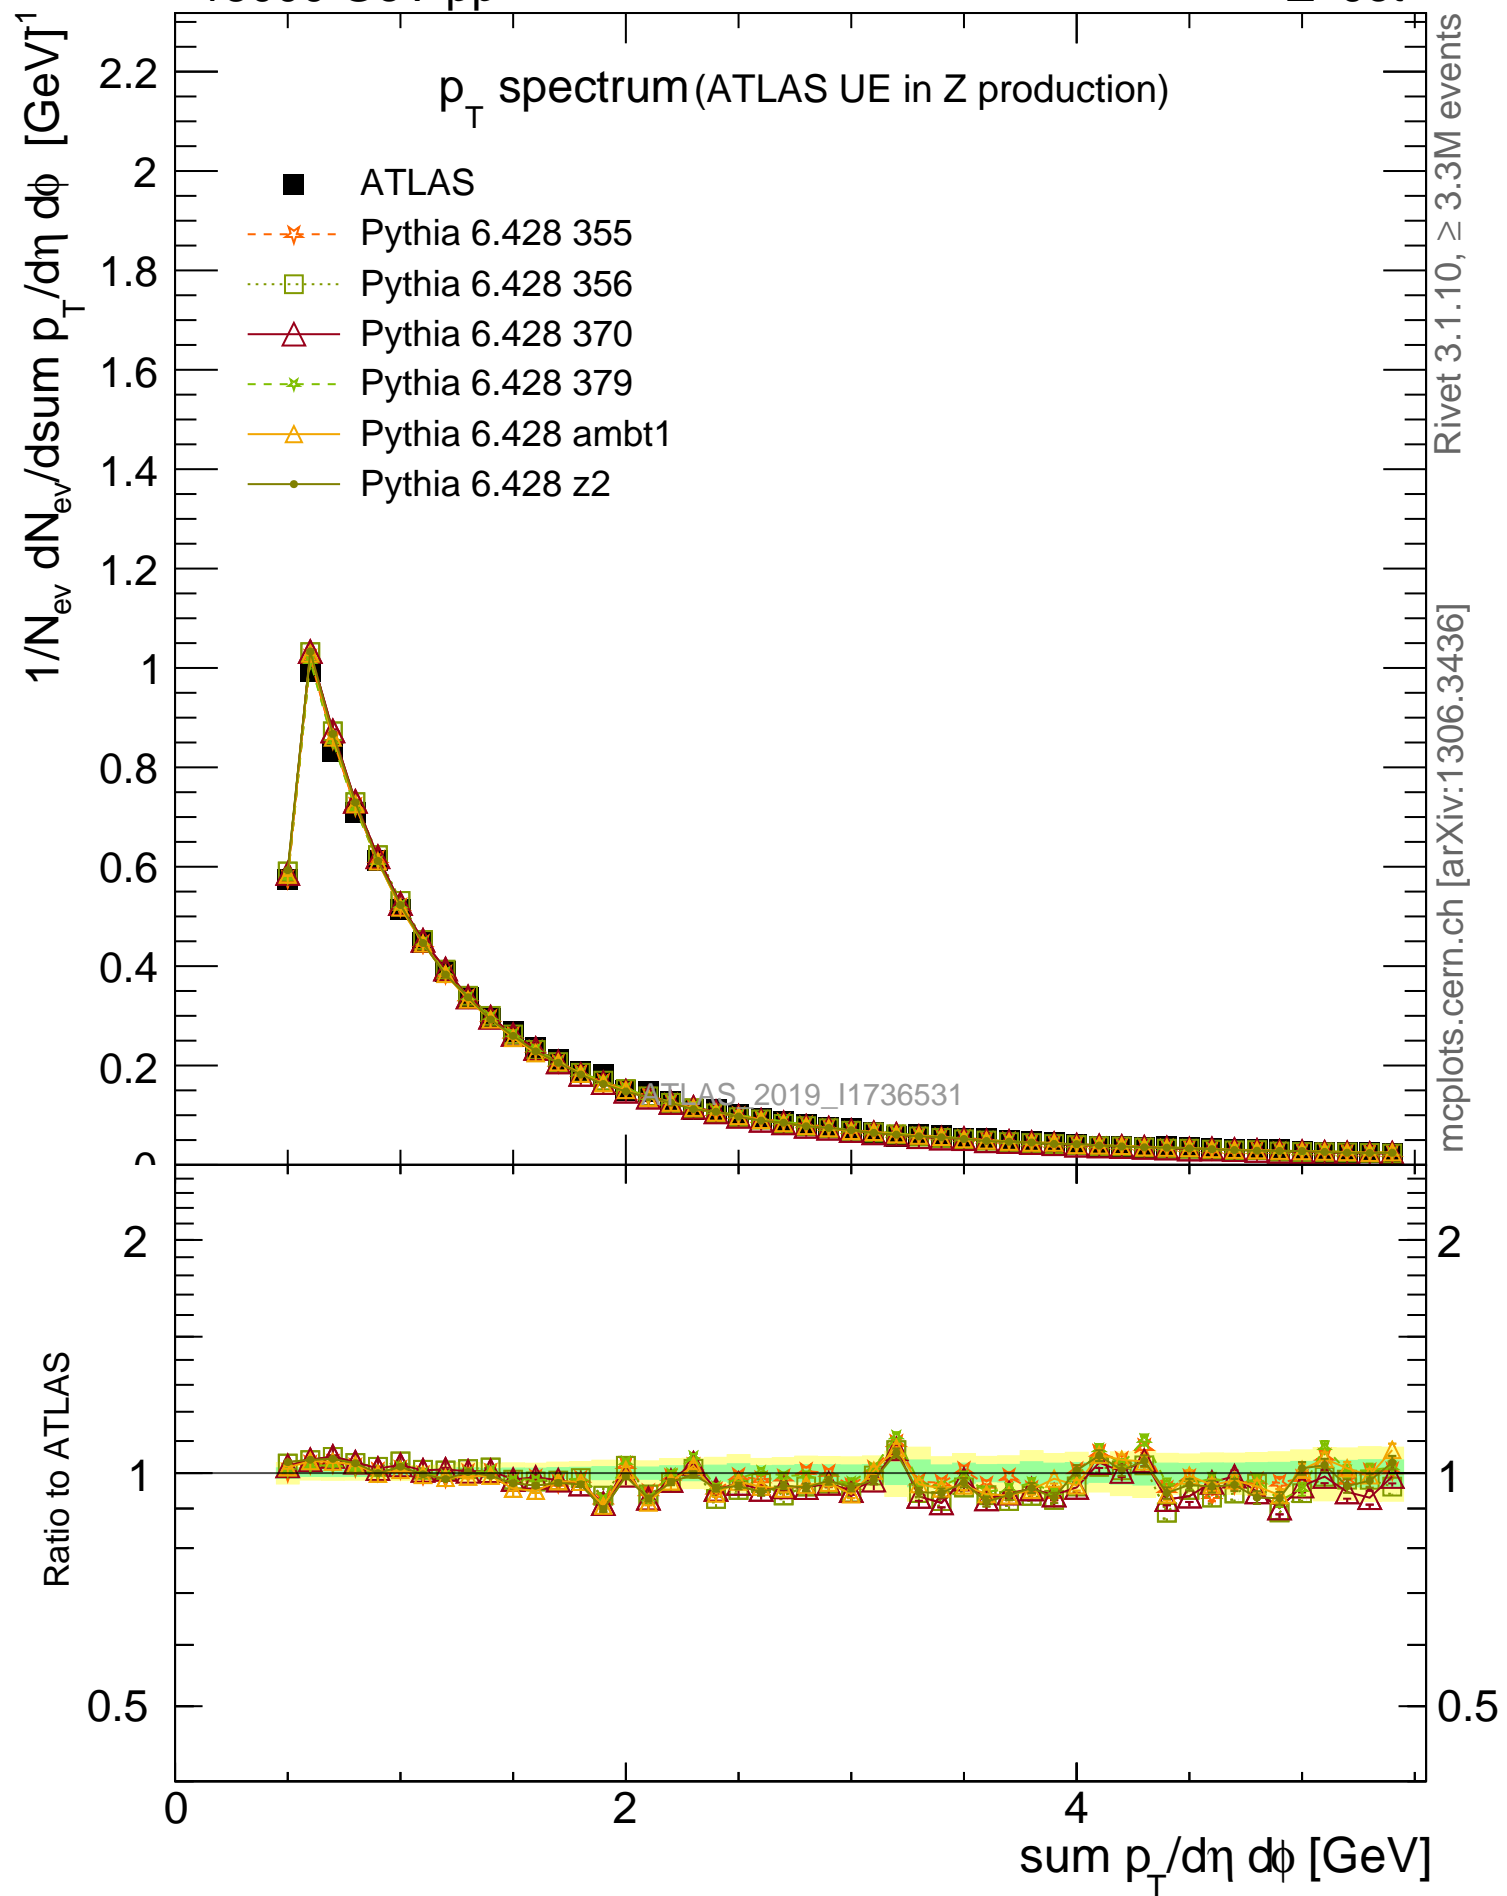 p_T spectrum (ATLAS UE in Z production)
1/N_ev dN_ev/dsum p_T/dη dϕ [GeV]^-1
ATLAS
Pythia 6.428 355
Pythia 6.428 356
Pythia 6.428 370
Pythia 6.428 379
Pythia 6.428 ambt1
Pythia 6.428 z2
2.2
2
1.8
1.6
1.4
1.2
1
0.8
0.6
0.4
0.2
0
ATLAS_2019_I1736531
Rivet 3.1.10, ≥ 3.3M events
mcplots.cern.ch [arXiv:1306.3436]
Ratio to ATLAS
2
1
0.5
2
1
0.5
0
2
4
sum p_T/dη dϕ [GeV]